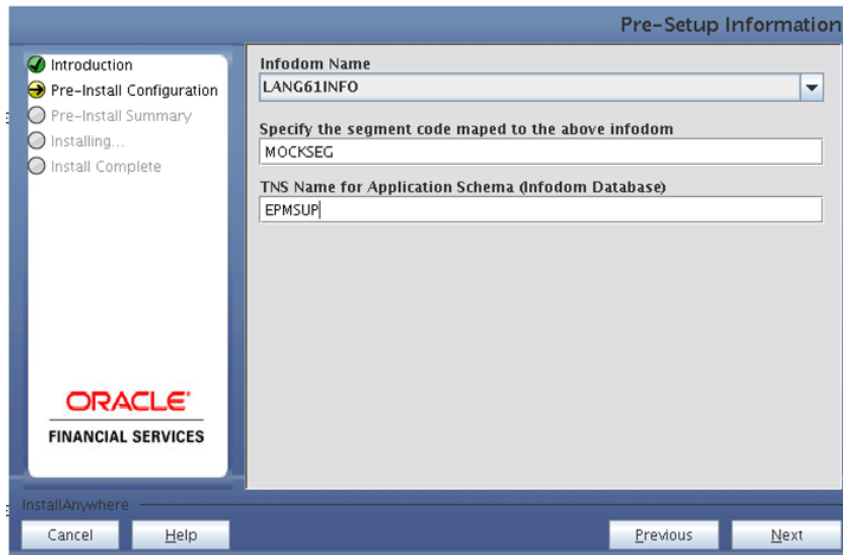 Pre-Setup Information
Introduction
Pre-Install Configuration
Pre-Install Summary
Installing...
Install Complete
ORACLE'
FINANCIAL SERVICES
Infodom Name
LANG61INFO
Specify the segment code maped to the above infodom
MOCKSEG
TNS Name for Application Schema (Infodom Database)
EPMSUP
InstallAnywhere
Cancel
Help
Previous
Next